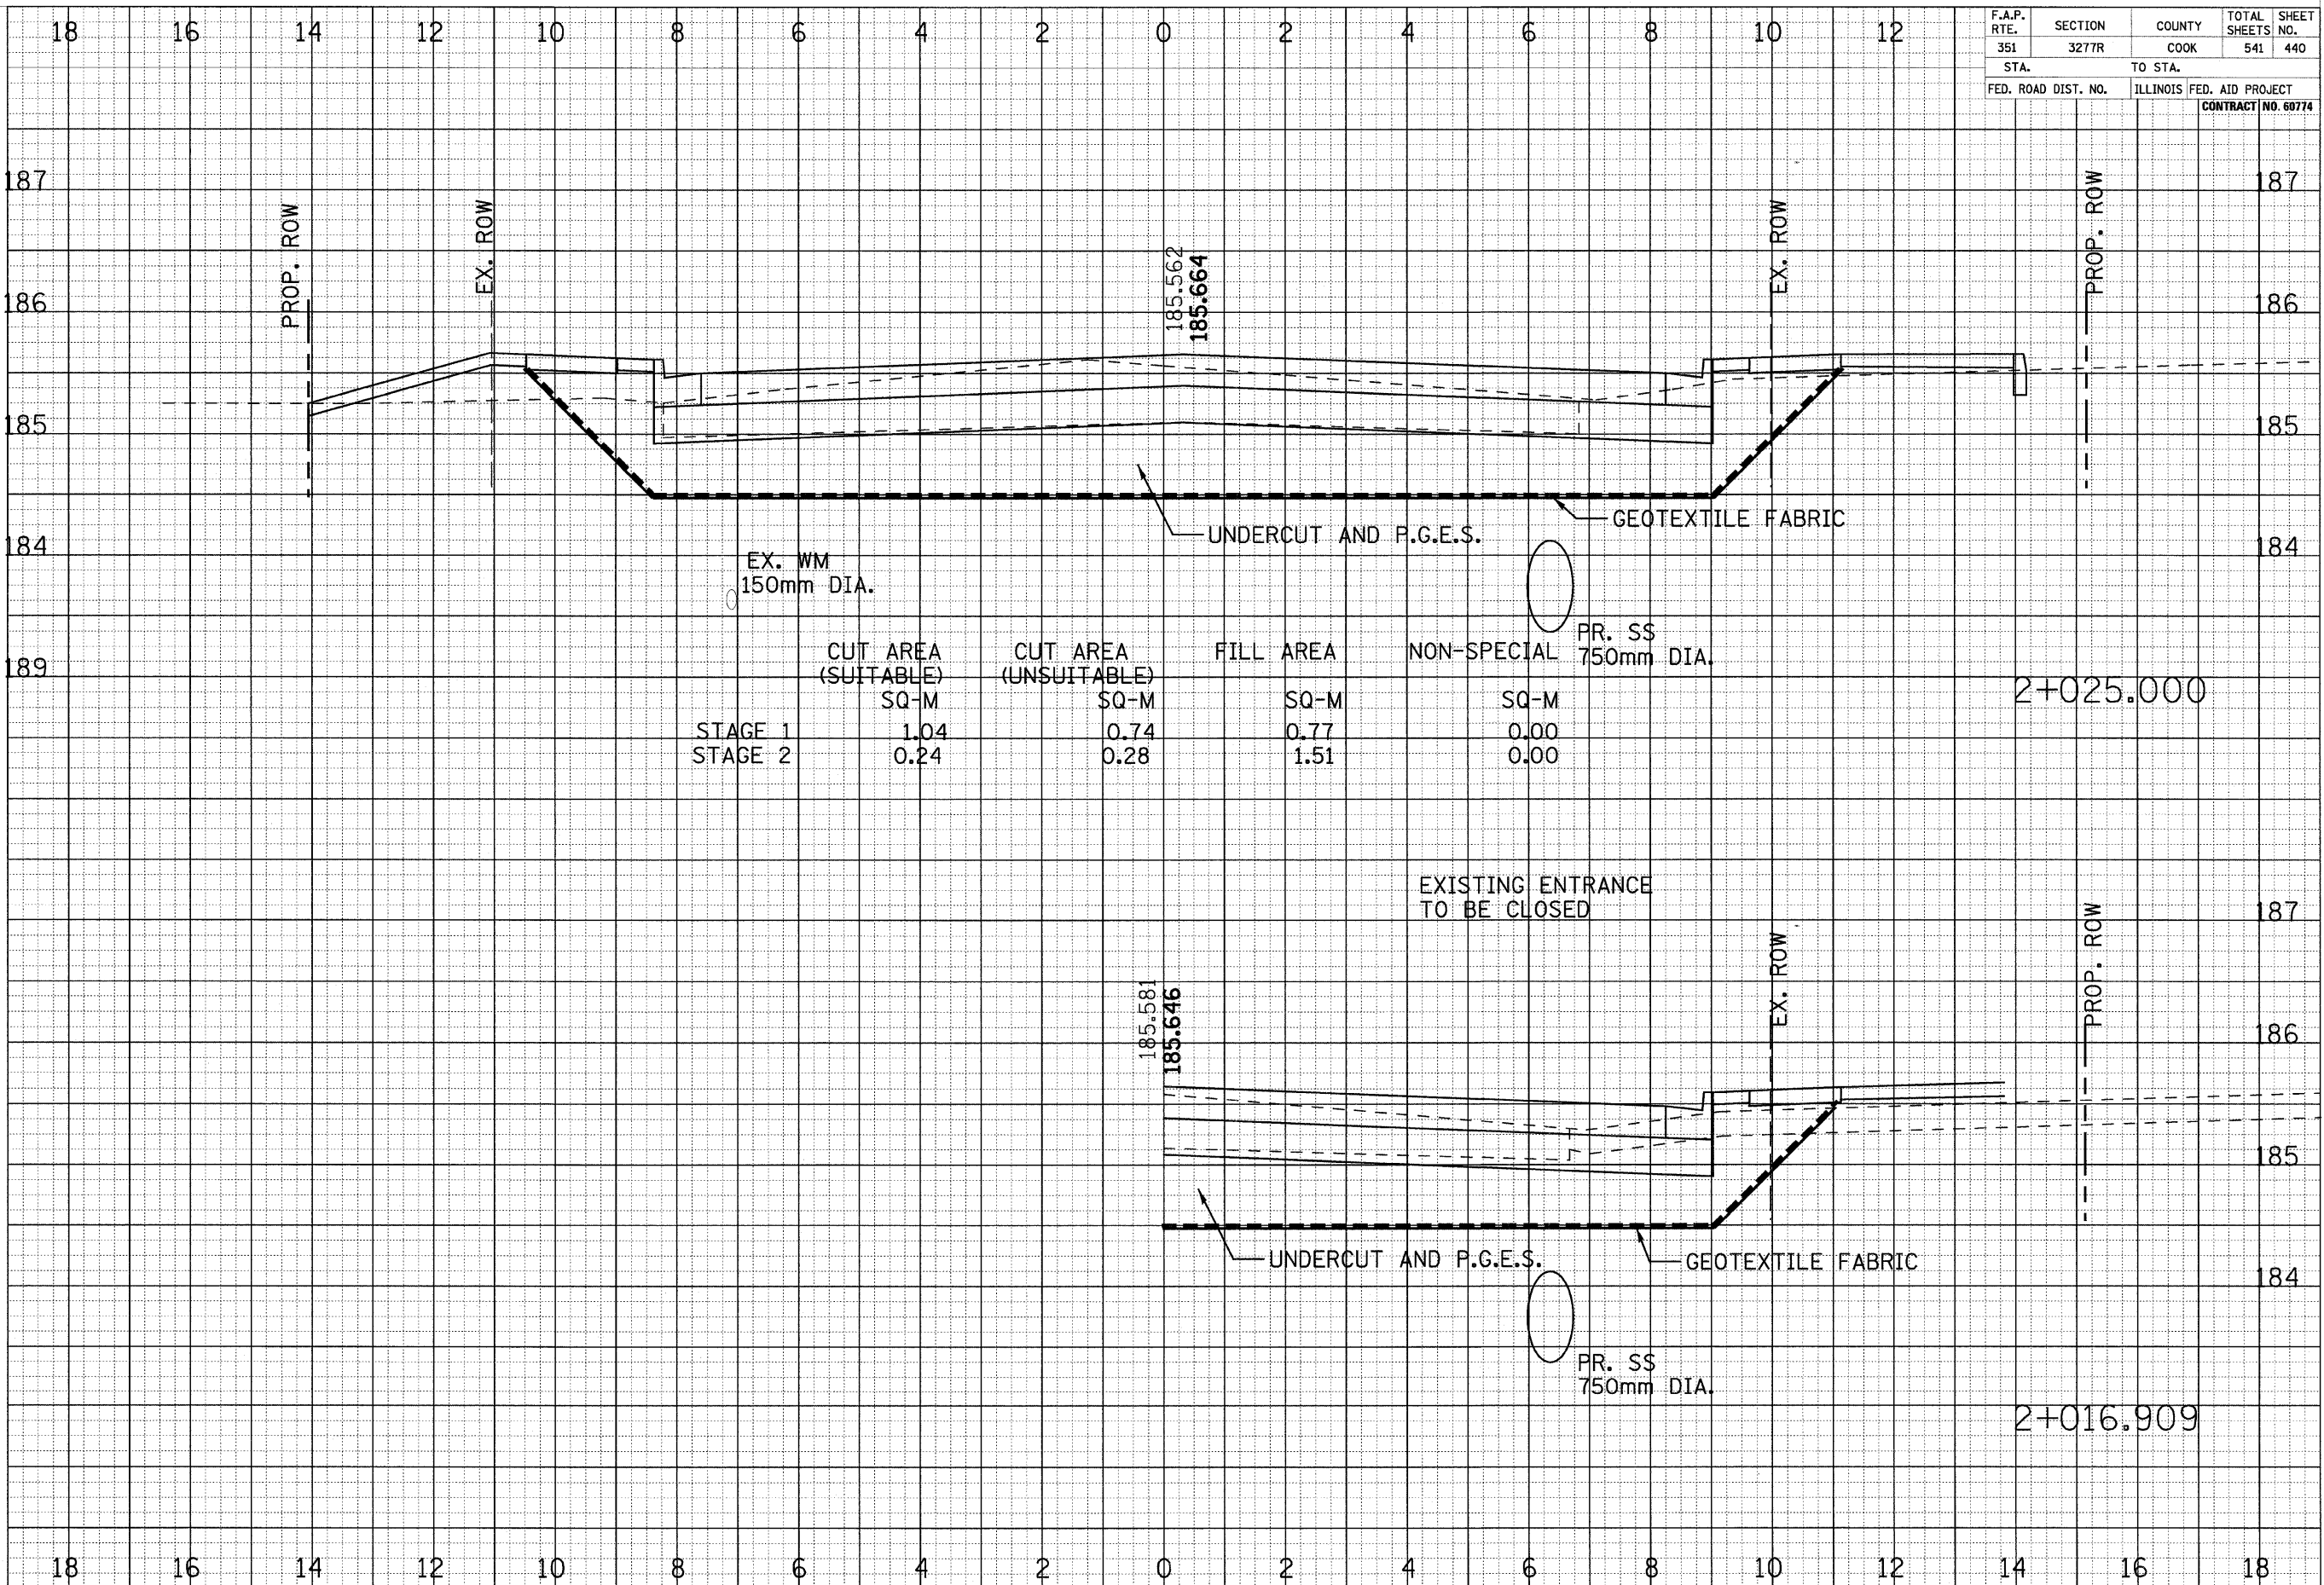 18 16 14 12 10 8 6 4 2 0 2 4 6 8 10 12
F.A.P. RTE. SECTION COUNTY TOTAL SHEETS SHEET NO.
351 3277R COOK 541 440
STA. TO STA.
FED. ROAD DIST. NO. ILLINOIS FED. AID PROJECT
CONTRACT NO. 60774
187 187
PROP. ROW
EX. ROW
185.562
185.664
EX. ROW
PROP. ROW
186 186
185 185
GEOTEXTILE FABRIC
UNDERCUT AND P.G.E.S.
184 184
EX. WM
150mm DIA.
PR. SS
750mm DIA.
189
CUT AREA (SUITABLE) CUT AREA (UNSUITABLE) FILL AREA NON-SPECIAL
SQ-M SQ-M SQ-M SQ-M
STAGE 1 1.04 0.74 0.77 0.00
STAGE 2 0.24 0.28 1.51 0.00
2+025.000
EXISTING ENTRANCE
TO BE CLOSED
187
EX. ROW
PROP. ROW
185.581
185.646
186
185
UNDERCUT AND P.G.E.S.
GEOTEXTILE FABRIC
184
PR. SS
750mm DIA.
2+016.909
18 16 14 12 10 8 6 4 2 0 2 4 6 8 10 12 14 16 18